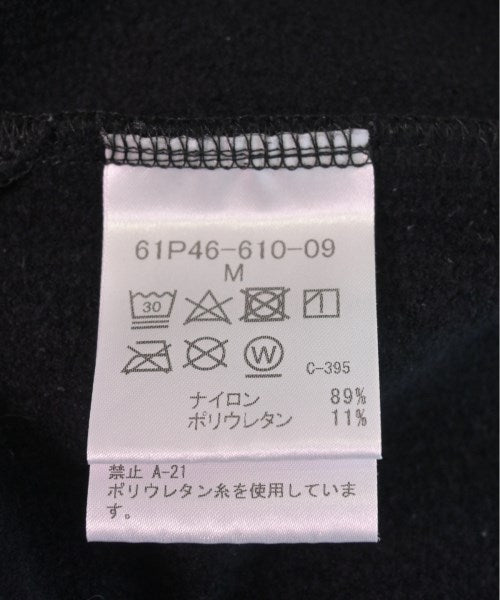 61P46-610-09
M
30
W
C-395
ナイロン 89%
ポリウレタン 11%
禁止 A-21
ポリウレタン糸を使用していま
す。